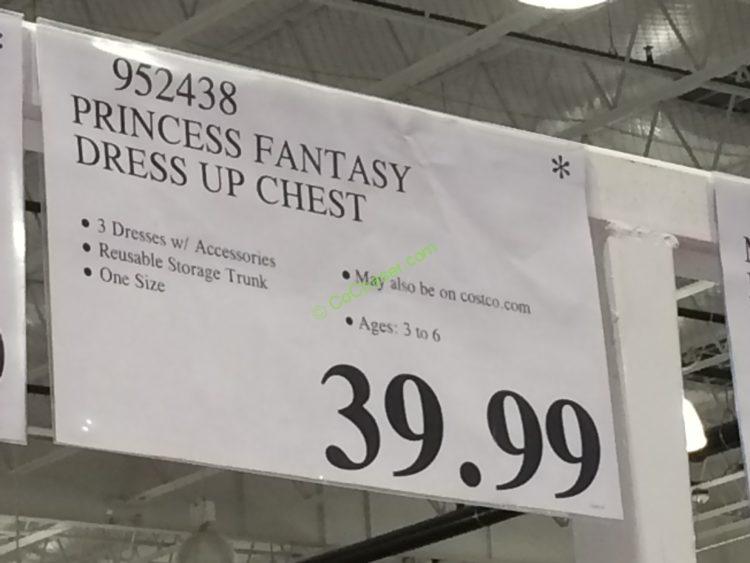 952438
PRINCESS FANTASY
DRESS UP CHEST
*
• 3 Dresses w/ Accessories
• Reusable Storage Trunk
• One Size
• May also be on costco.com
• Ages: 3 to 6
39.99